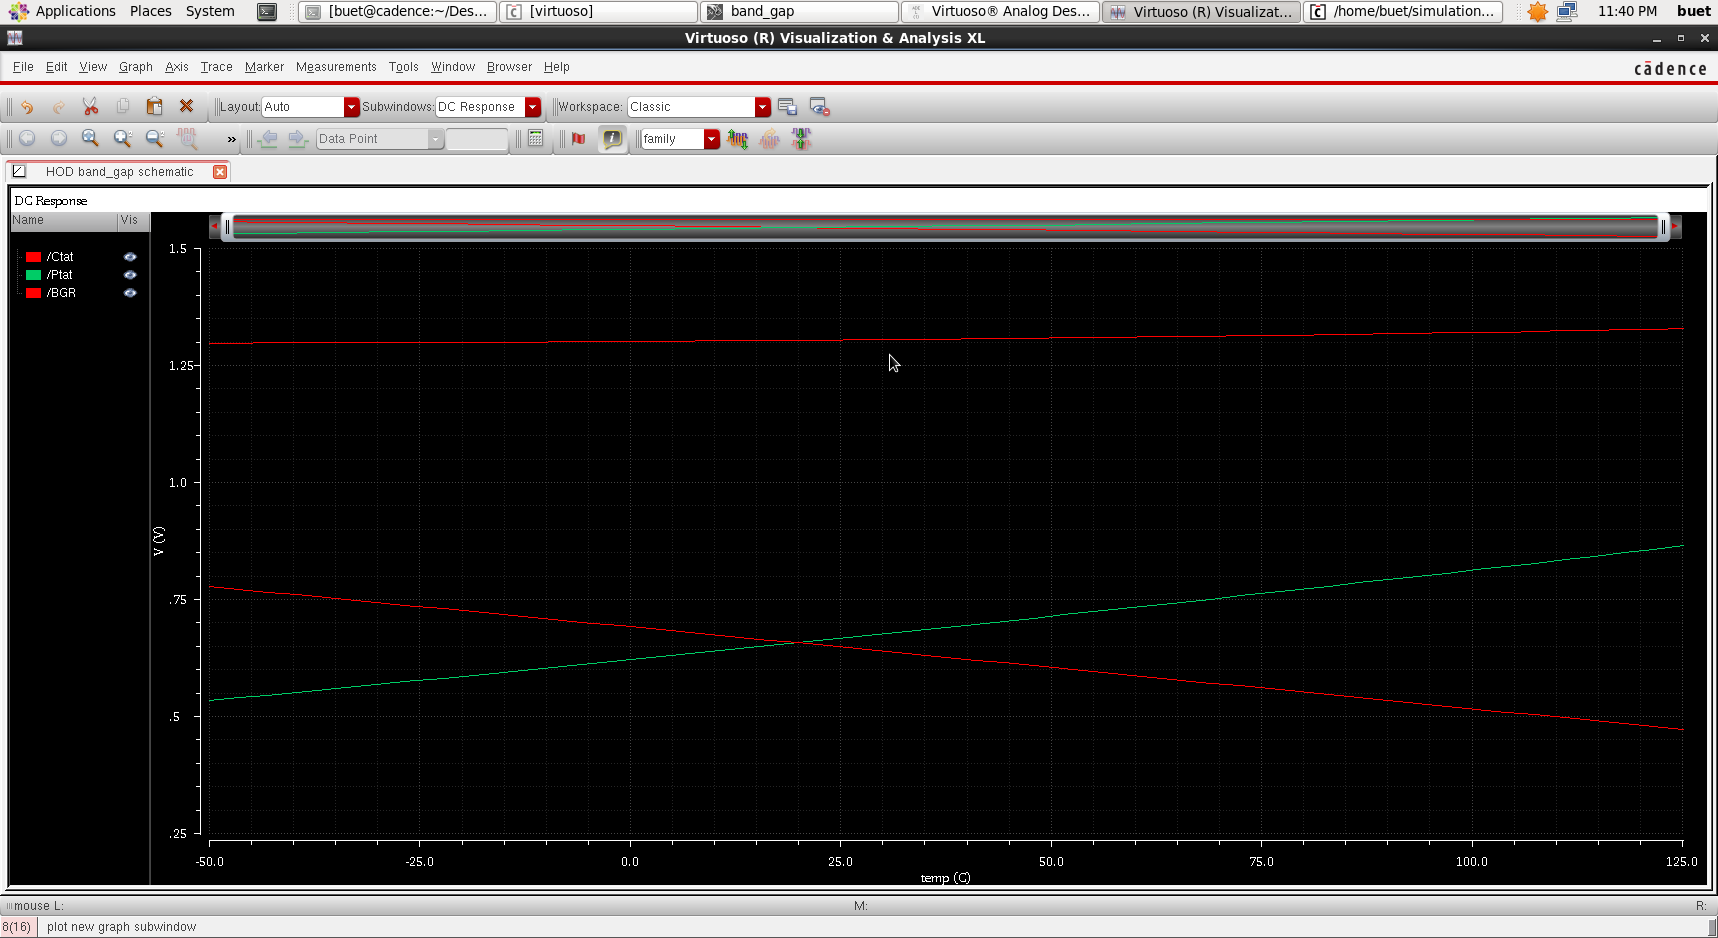 Applications Places System [buet@cadence:~/Des... [virtuoso] band_gap Virtuoso® Analog Des... Virtuoso (R) Visualizat... /home/buet/simulation... 11:40 PM buet
Virtuoso (R) Visualization & Analysis XL
File Edit View Graph Axis Trace Marker Measurements Tools Window Browser Help
cādence
Layout: Auto Subwindows: DC Response Workspace: Classic
» Data Point family
HOD band_gap schematic
DC Response
Name Vis
/Ctat
/Ptat
/BGR
1.5
1.25
1.0
.75
.5
.25
V (V)
-50.0 -25.0 0.0 25.0 50.0 75.0 100.0 125.0
temp (C)
mouse L: M: R:
8(16) plot new graph subwindow